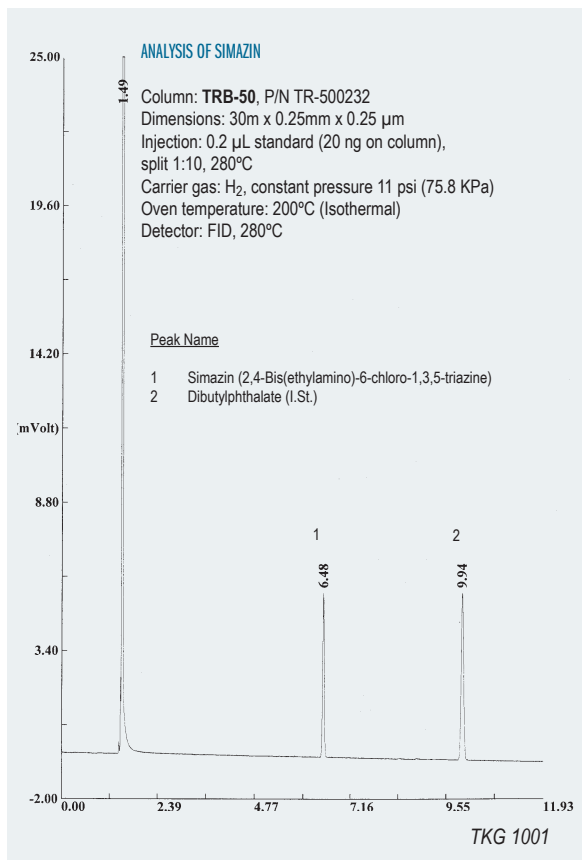 ANALYSIS OF SIMAZIN
25.00
1.49
Column: TRB-50, P/N TR-500232
Dimensions: 30m x 0.25mm x 0.25 µm
Injection: 0.2 µL standard (20 ng on column),
split 1:10, 280ºC
Carrier gas: H₂, constant pressure 11 psi (75.8 KPa)
19.60
Oven temperature: 200ºC (Isothermal)
Detector: FID, 280ºC
Peak Name
14.20
1 Simazin (2,4-Bis(ethylamino)-6-chloro-1,3,5-triazine)
2 Dibutylphthalate (I.St.)
mVolt)
8.80
1 2
6.48 9.94
3.40
-2.00
0.00 2.39 4.77 7.16 9.55 11.93
TKG 1001